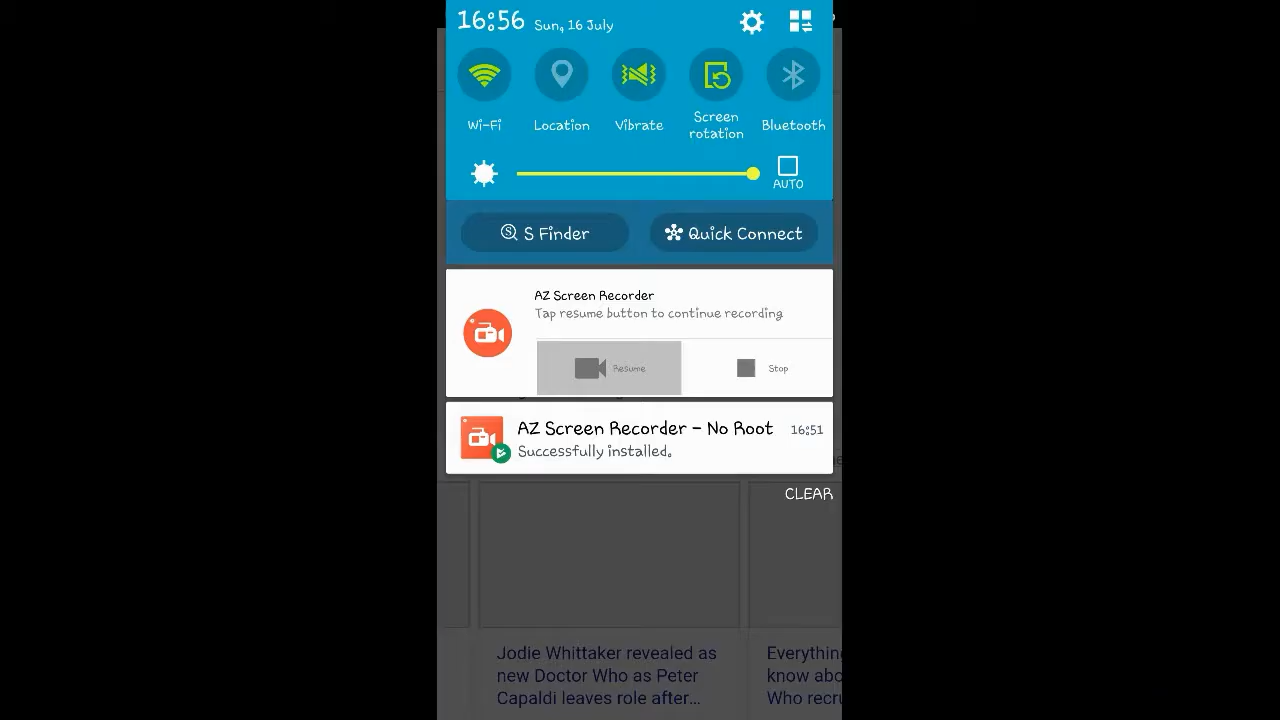 16:56 Sun, 16 July
Wi-Fi
Location
Vibrate
Screen
rotation
Bluetooth
AUTO
S Finder
Quick Connect
AZ Screen Recorder
Tap resume button to continue recording
Resume
Stop
AZ Screen Recorder - No Root 16:51
Successfully installed.
CLEAR
Jodie Whittaker revealed as
new Doctor Who as Peter
Capaldi leaves role after...
Everything
know abo
Who recru